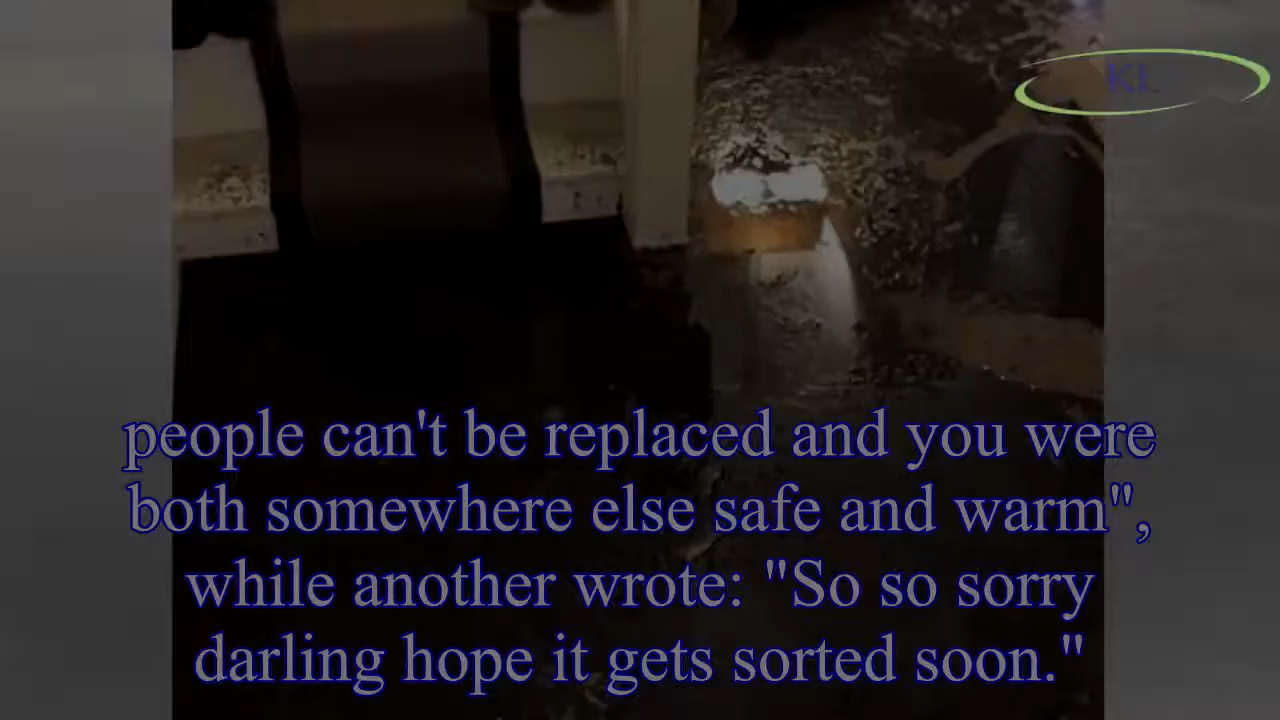 KL
people can't be replaced and you were
both somewhere else safe and warm",
while another wrote: "So so sorry
darling hope it gets sorted soon."